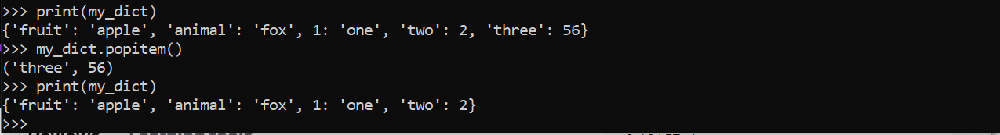 >>> print(my_dict)
{'fruit': 'apple', 'animal': 'fox', 1: 'one', 'two': 2, 'three': 56}
>>> my_dict.popitem()
('three', 56)
>>> print(my_dict)
{'fruit': 'apple', 'animal': 'fox', 1: 'one', 'two': 2}
>>>